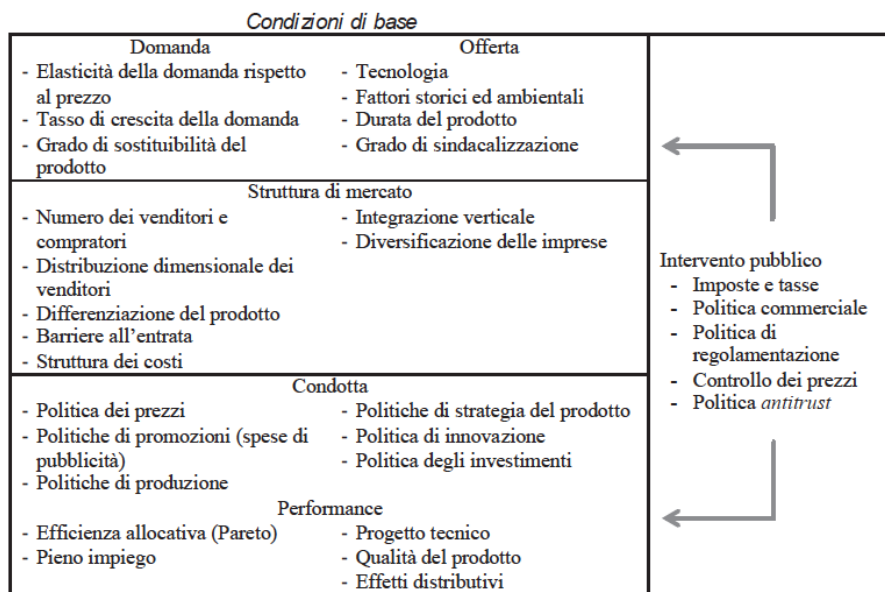 Condizioni di base
Domanda
- Elasticità della domanda rispetto
al prezzo
- Tasso di crescita della domanda
- Grado di sostituibilità del
prodotto
Offerta
- Tecnologia
- Fattori storici ed ambientali
- Durata del prodotto
- Grado di sindacalizzazione
Struttura di mercato
- Numero dei venditori e
compratori
- Distribuzione dimensionale dei
venditori
- Differenziazione del prodotto
- Barriere all'entrata
- Struttura dei costi
- Integrazione verticale
- Diversificazione delle imprese
Condotta
- Politica dei prezzi
- Politiche di promozioni (spese di
pubblicità)
- Politiche di produzione
- Politiche di strategia del prodotto
- Politica di innovazione
- Politica degli investimenti
Performance
- Efficienza allocativa (Pareto)
- Pieno impiego
- Progetto tecnico
- Qualità del prodotto
- Effetti distributivi
Intervento pubblico
- Imposte e tasse
- Politica commerciale
- Politica di
regolamentazione
- Controllo dei prezzi
- Politica antitrust